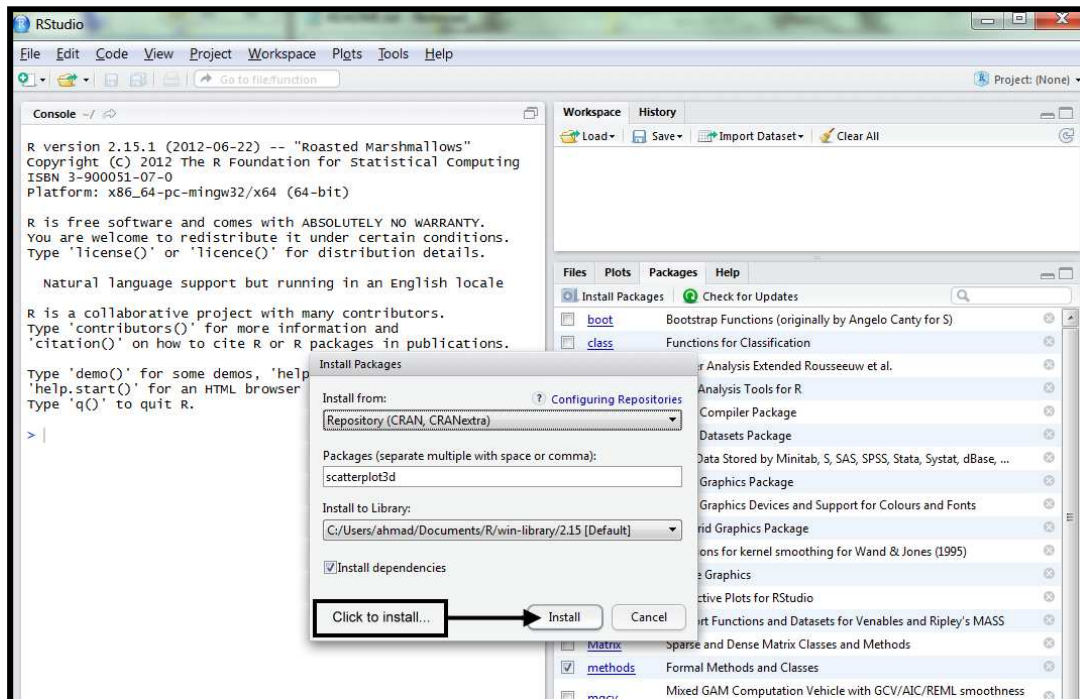 RStudio
File Edit Code View Project Workspace Plots Tools Help
Go to file/function
Project: (None)
Console ~/
R version 2.15.1 (2012-06-22) -- "Roasted Marshmallows"
Copyright (C) 2012 The R Foundation for Statistical Computing
ISBN 3-900051-07-0
Platform: x86_64-pc-mingw32/x64 (64-bit)
R is free software and comes with ABSOLUTELY NO WARRANTY.
You are welcome to redistribute it under certain conditions.
Type 'license()' or 'licence()' for distribution details.
Natural language support but running in an English locale
R is a collaborative project with many contributors.
Type 'contributors()' for more information and
'citation()' on how to cite R or R packages in publications.
Type 'demo()' for some demos, 'help
'help.start()' for an HTML browser
Type 'q()' to quit R.
>
Workspace History
Load Save Import Dataset Clear All
Files Plots Packages Help
Install Packages Check for Updates
boot Bootstrap Functions (originally by Angelo Canty for S)
class Functions for Classification
r Analysis Extended Rousseeuw et al.
Analysis Tools for R
Compiler Package
Datasets Package
Data Stored by Minitab, S, SAS, SPSS, Stata, Systat, dBase, ...
Graphics Package
Graphics Devices and Support for Colours and Fonts
rid Graphics Package
ons for kernel smoothing for Wand & Jones (1995)
e Graphics
ctive Plots for RStudio
rt Functions and Datasets for Venables and Ripley's MASS
Matrix Sparse and Dense Matrix Classes and Methods
methods Formal Methods and Classes
mgcv Mixed GAM Computation Vehicle with GCV/AIC/REML smoothness
Install Packages
Install from: ? Configuring Repositories
Repository (CRAN, CRANextra)
Packages (separate multiple with space or comma):
scatterplot3d
Install to Library:
C:/Users/ahmad/Documents/R/win-library/2.15 [Default]
Install dependencies
Click to install...
Install Cancel